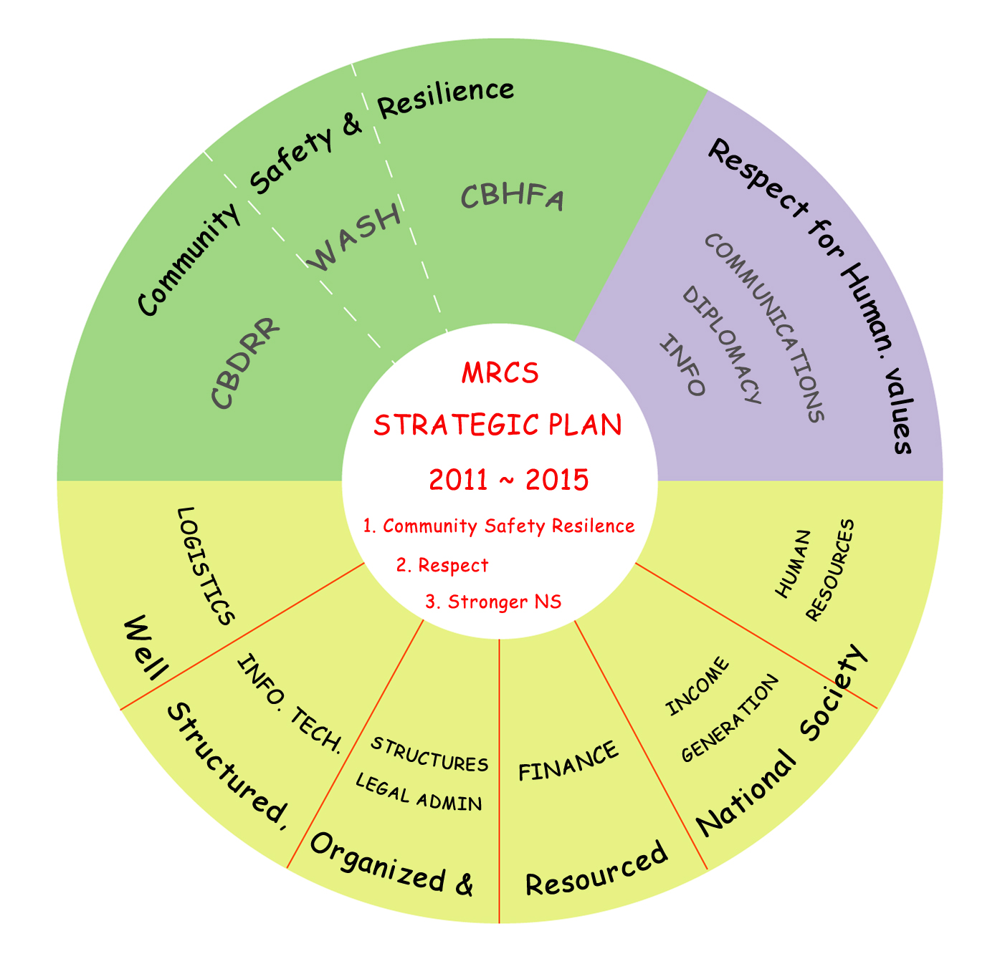 Community Safety & Resilience
CBDRR
WASH
CBHFA
Respect for Human. values
COMMUNICATIONS
DIPLOMACY
INFO
MRCS
STRATEGIC PLAN
2011 ~ 2015
1. Community Safety Resilence
2. Respect
3. Stronger NS
LOGISTICS
INFO. TECH.
STRUCTURES
LEGAL ADMIN
FINANCE
INCOME
GENERATION
HUMAN
RESOURCES
Well Structured, Organized & Resourced National Society